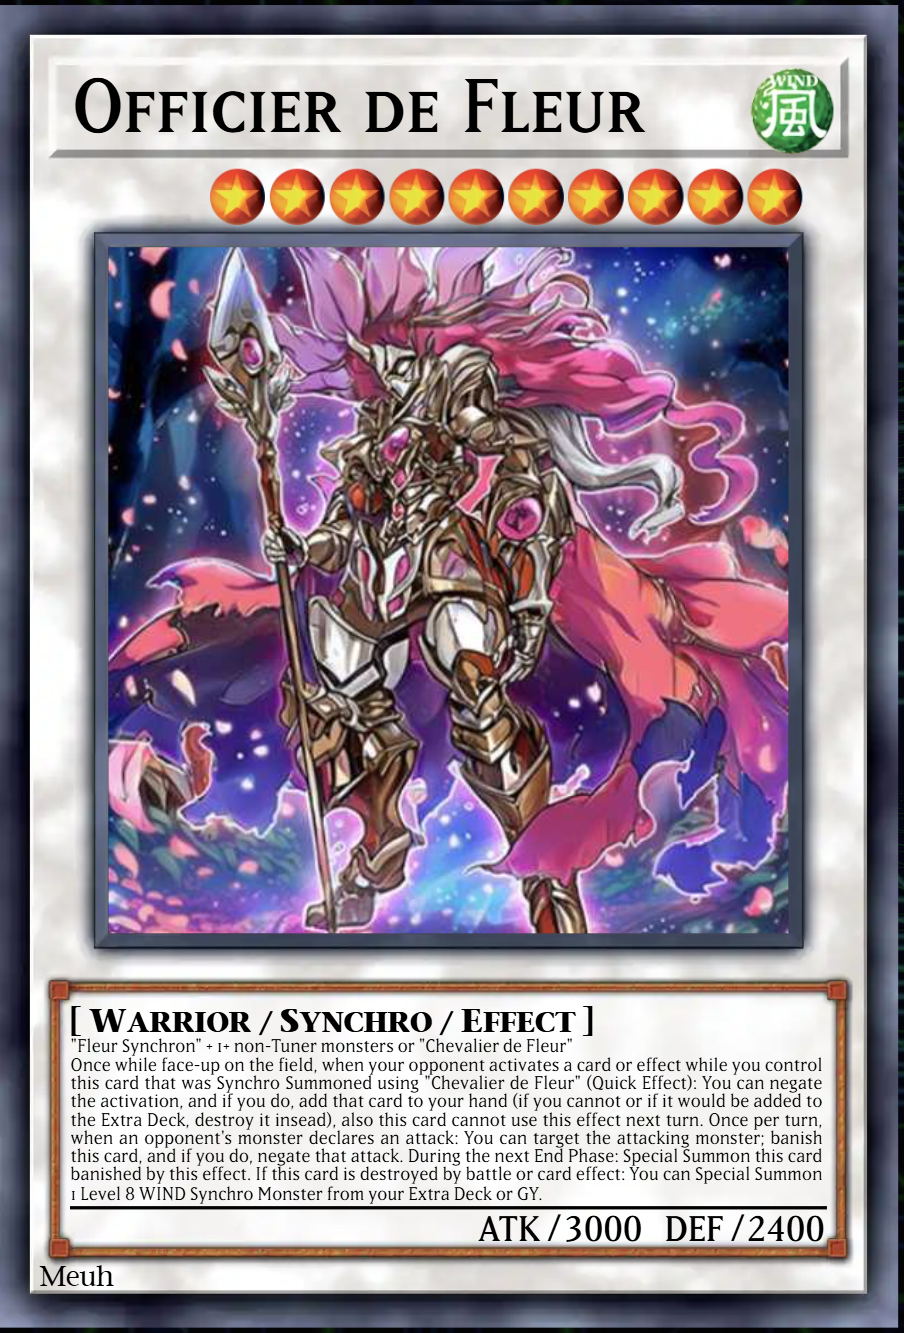 Officier de Fleur
WIND
風
[ Warrior / Synchro / Effect ]
"Fleur Synchron" + 1+ non-Tuner monsters or "Chevalier de Fleur"
Once while face-up on the field, when your opponent activates a card or effect while you control
this card that was Synchro Summoned using "Chevalier de Fleur" (Quick Effect): You can negate
the activation, and if you do, add that card to your hand (if you cannot or if it would be added to
the Extra Deck, destroy it insead), also this card cannot use this effect next turn. Once per turn,
when an opponent's monster declares an attack: You can target the attacking monster; banish
this card, and if you do, negate that attack. During the next End Phase: Special Summon this card
banished by this effect. If this card is destroyed by battle or card effect: You can Special Summon
1 Level 8 WIND Synchro Monster from your Extra Deck or GY.
ATK/3000 DEF/2400
Meuh